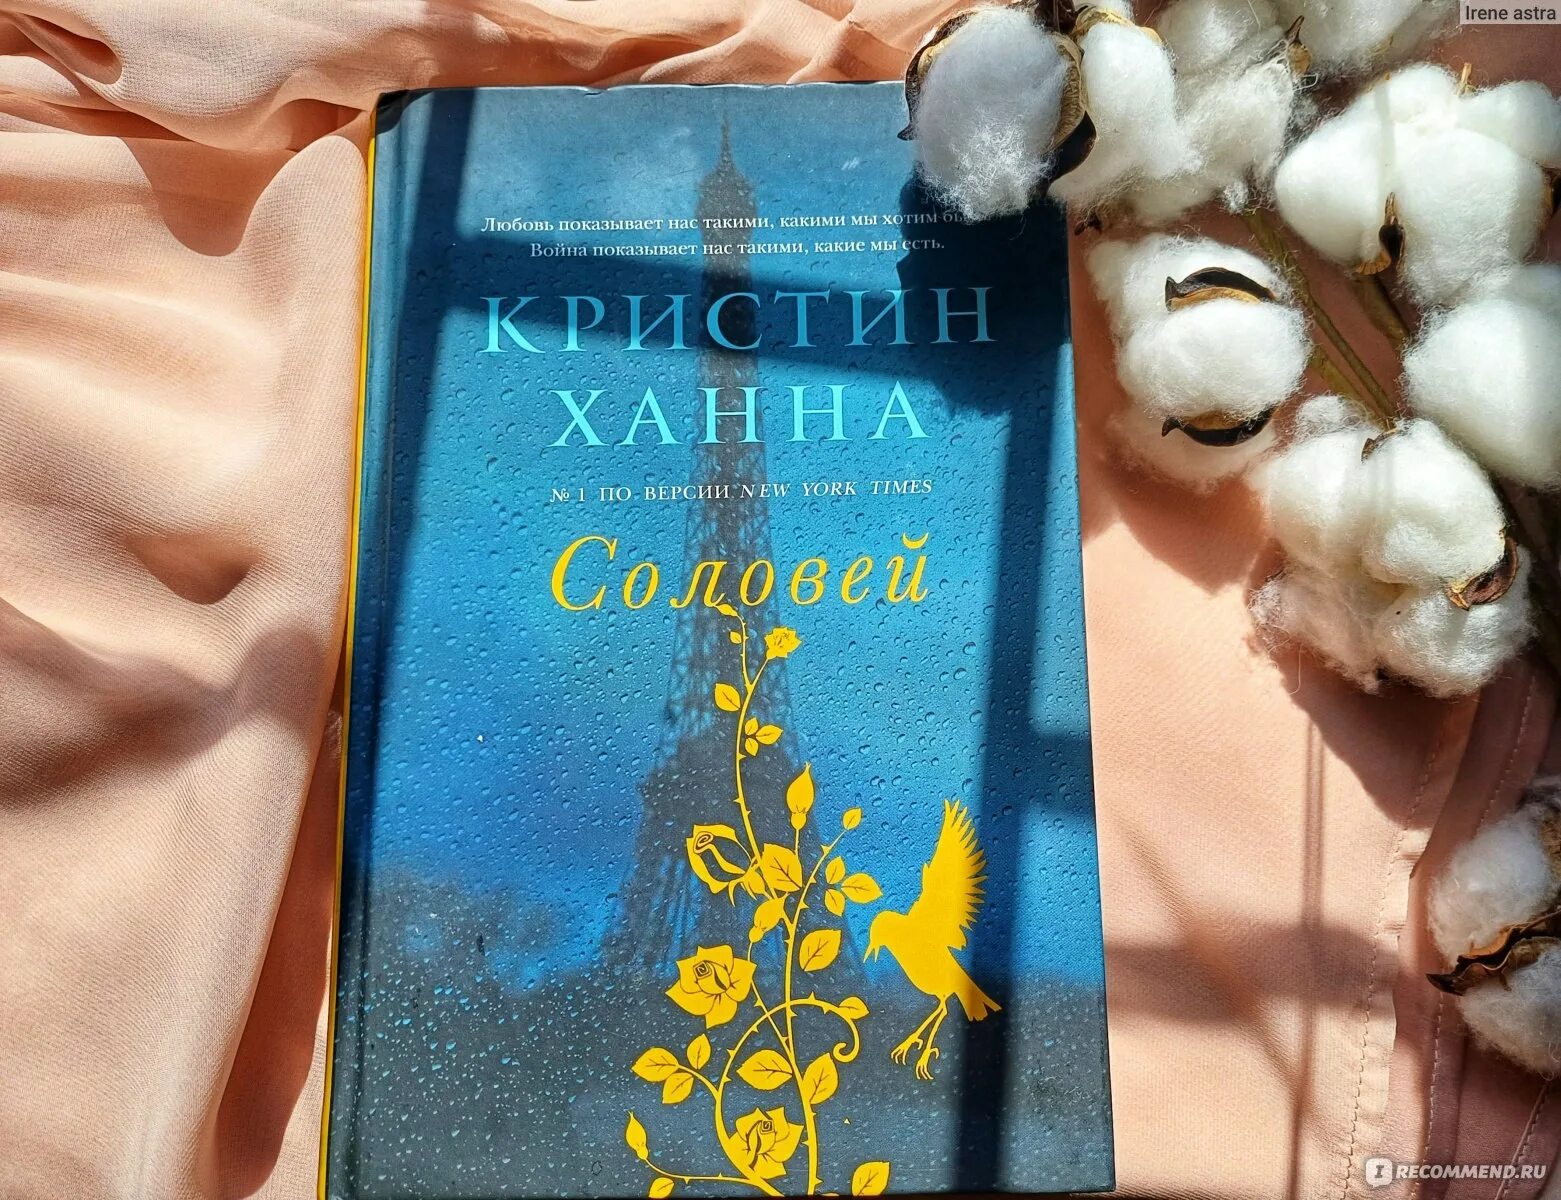 Irene astra
Любовь показывает нас такими, какими мы хотим
Война показывает нас такими, какие мы есть.
КРИСТИН
ХАННА
№ 1 ПО ВЕРСИИ NEW YORK TIMES
Соловей
I RECOMMEND.RU